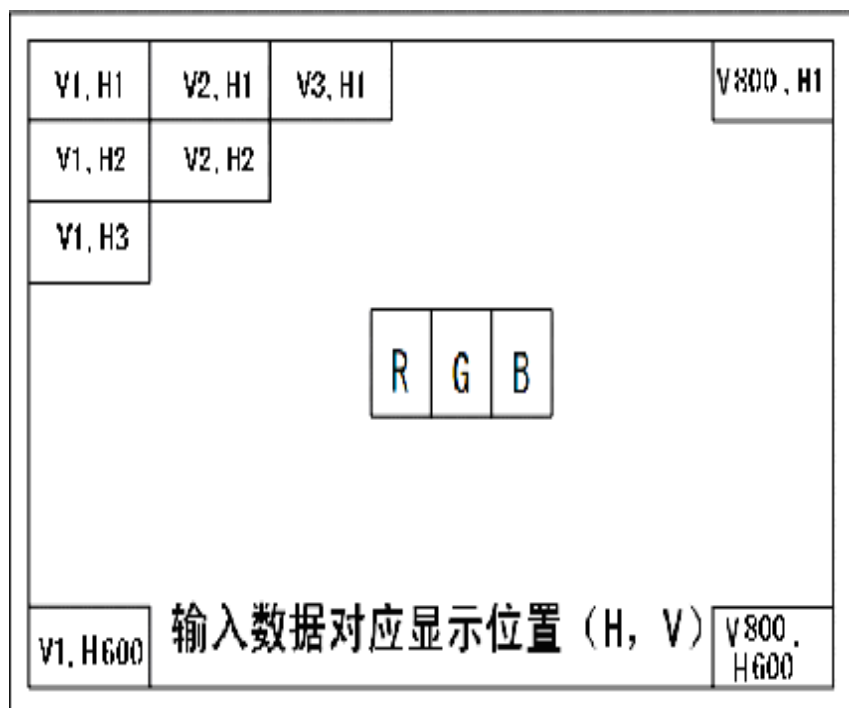 V1, H1 V2, H1 V3, H1 V800, H1
V1, H2 V2, H2
V1, H3
R G B
输入数据对应显示位置（H, V）
V1, H600
V800,
H600